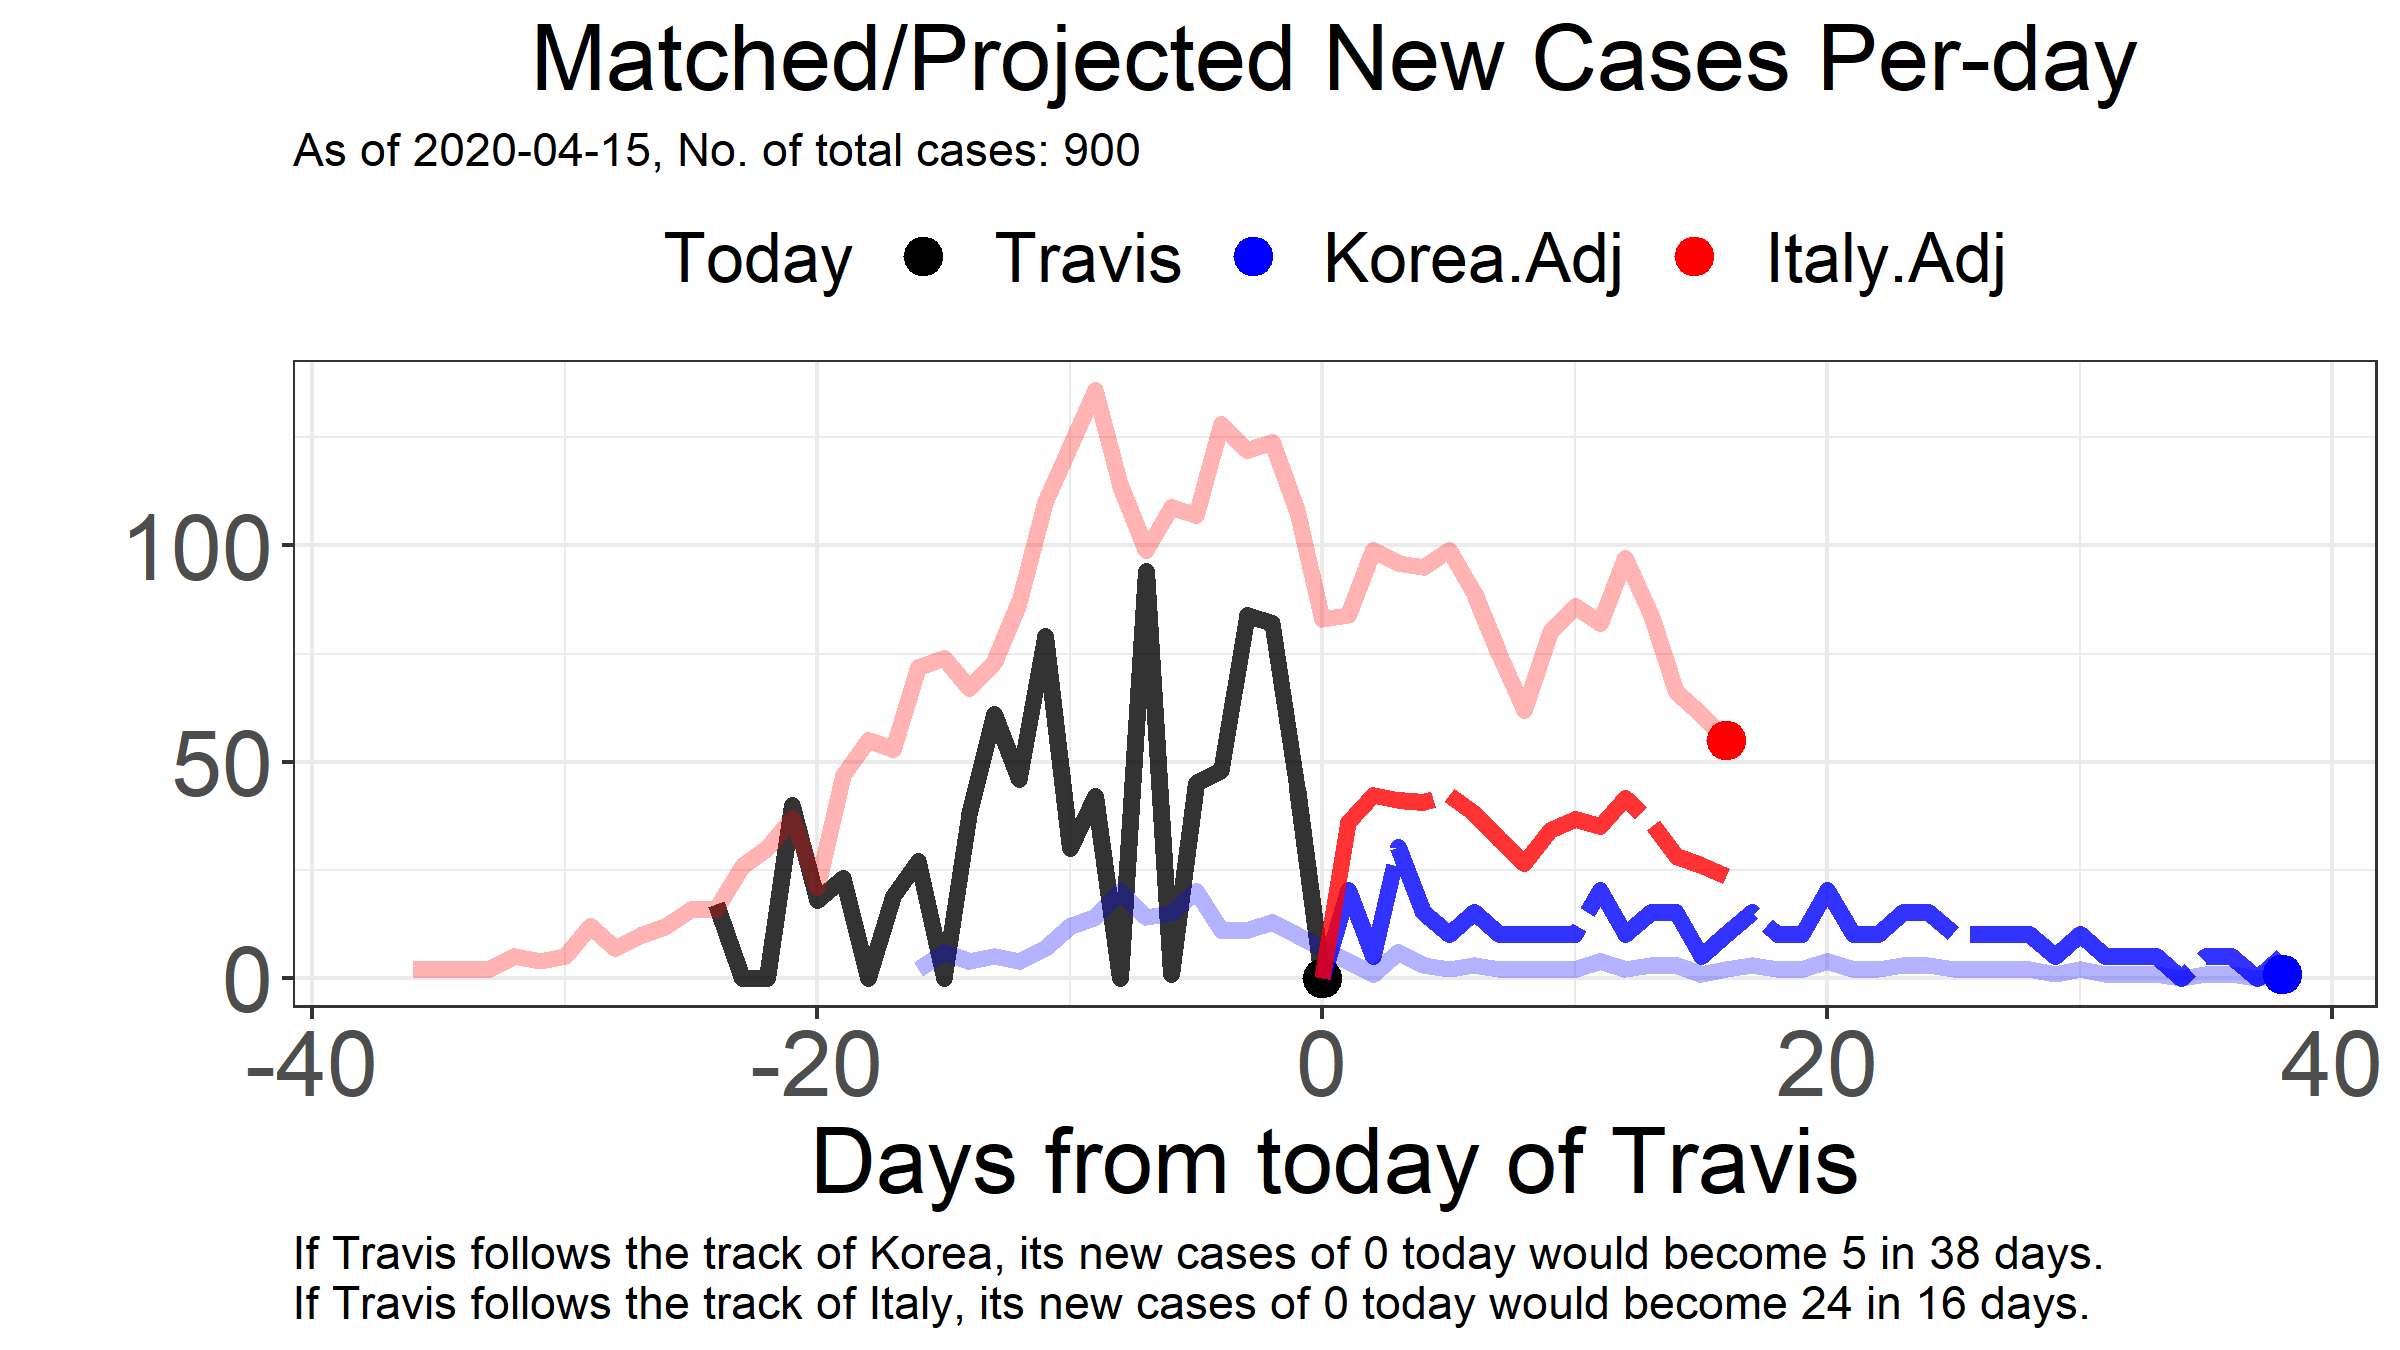 Matched/Projected New Cases Per-day
As of 2020-04-15, No. of total cases: 900
Today Travis Korea.Adj Italy.Adj
100
50
0
-40 -20 0 20 40
Days from today of Travis
If Travis follows the track of Korea, its new cases of 0 today would become 5 in 38 days.
If Travis follows the track of Italy, its new cases of 0 today would become 24 in 16 days.